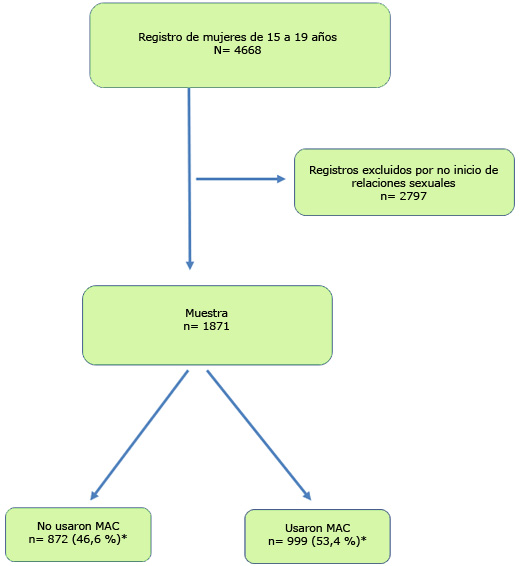 Registro de mujeres de 15 a 19 años
N= 4668
Registros excluidos por no inicio de
relaciones sexuales
n= 2797
Muestra
n= 1871
No usaron MAC
n= 872 (46,6 %)*
Usaron MAC
n= 999 (53,4 %)*